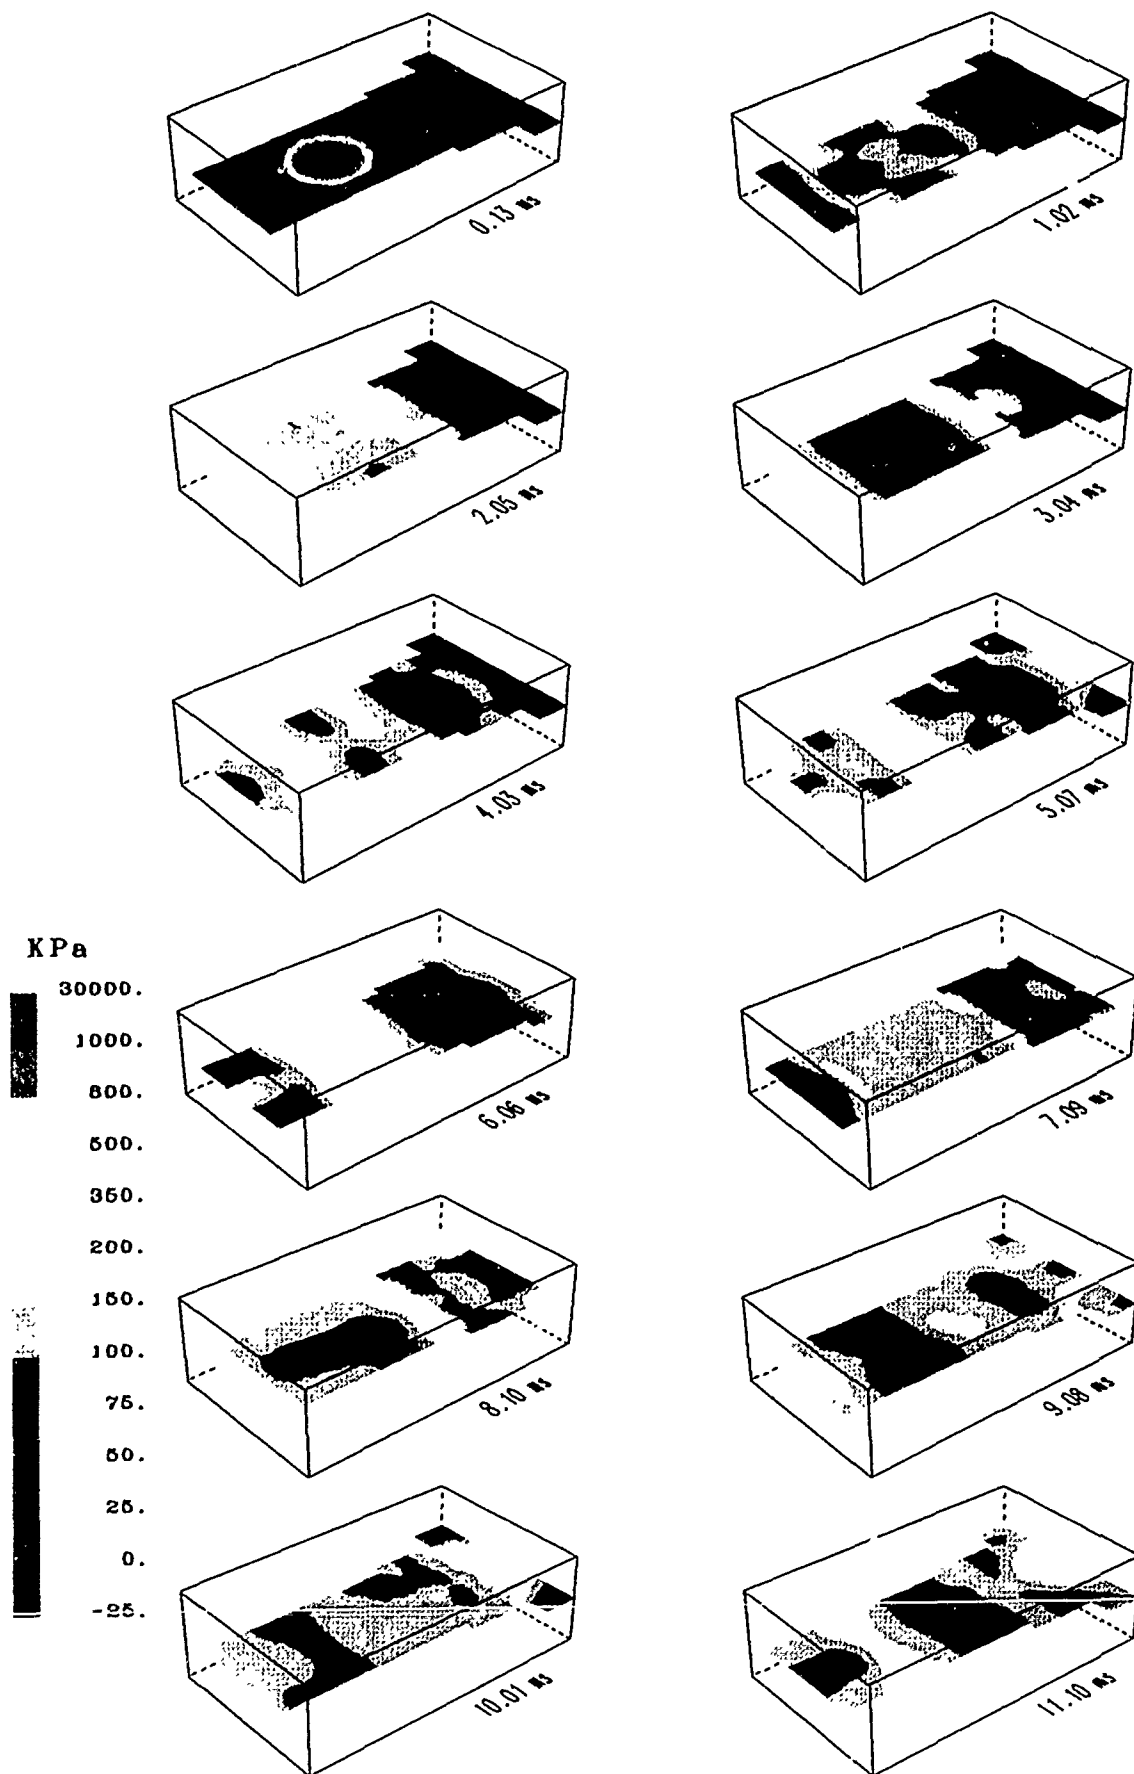 0.13 ms
1.02 ms
2.05 ms
3.04 ms
4.03 ms
5.07 ms
KPa
30000.
1000.
800.
500.
350.
200.
150.
100.
75.
50.
25.
0.
-25.
6.06 ms
7.09 ms
8.10 ms
9.08 ms
10.01 ms
11.10 ms